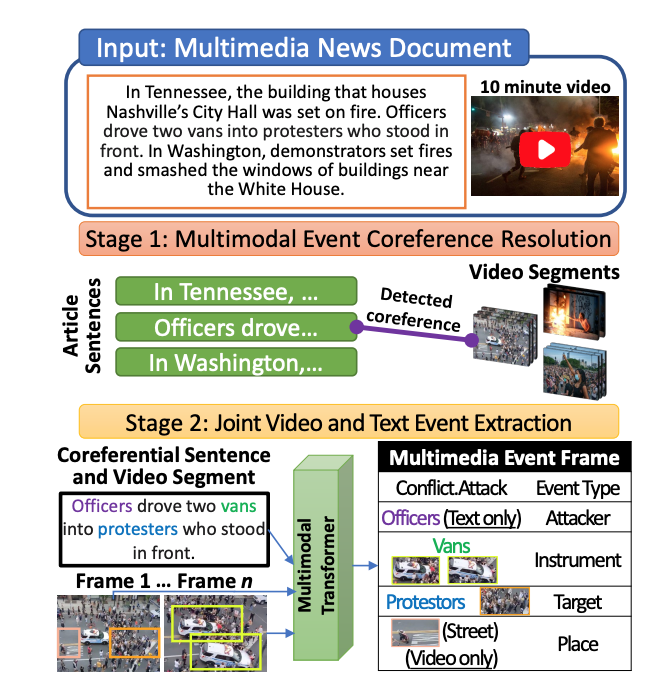 Input: Multimedia News Document
In Tennessee, the building that houses
Nashville's City Hall was set on fire. Officers
drove two vans into protesters who stood in
front. In Washington, demonstrators set fires
and smashed the windows of buildings near
the White House.
10 minute video
Stage 1: Multimodal Event Coreference Resolution
Article
Sentences
In Tennessee, ...
Officers drove...
In Washington,...
Detected
coreference
Video Segments
Stage 2: Joint Video and Text Event Extraction
Coreferential Sentence
and Video Segment
Officers drove two vans
into protesters who stood
in front.
Frame 1 ... Frame n
Multimodal
Transformer
Multimedia Event Frame
Conflict.Attack Event Type
Officers (Text only) Attacker
Vans
Instrument
Protestors Target
(Street)
(Video only)
Place